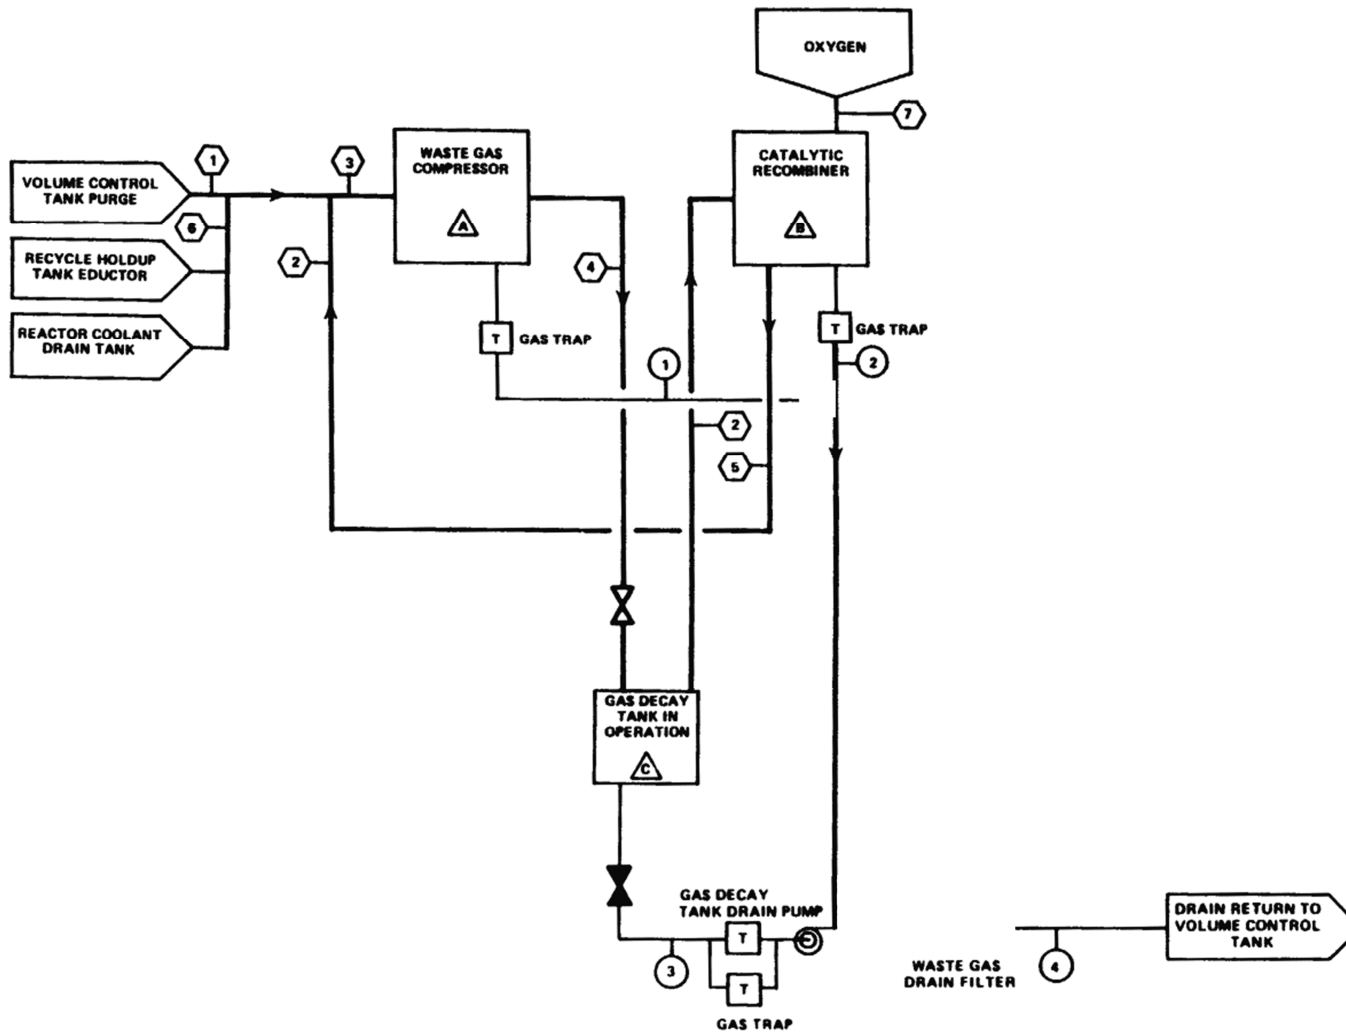 OXYGEN
7
1
3
WASTE GAS
COMPRESSOR
A
CATALYTIC
RECOMBINER
B
VOLUME CONTROL
TANK PURGE
6
RECYCLE HOLDUP
TANK EDUCTOR
2
4
REACTOR COOLANT
DRAIN TANK
T GAS TRAP
T GAS TRAP
1
2
2
5
GAS DECAY
TANK IN
OPERATION
C
GAS DECAY
TANK DRAIN PUMP
T
3
T
GAS TRAP
DRAIN RETURN TO
VOLUME CONTROL
TANK
WASTE GAS
DRAIN FILTER
4